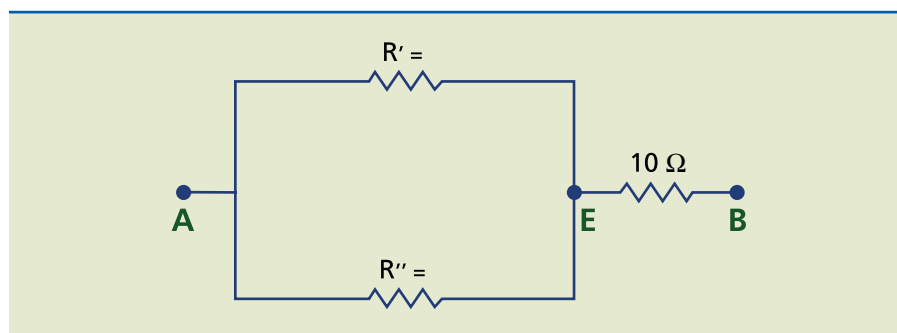 R′ =
10 Ω
A
E
B
R″ =